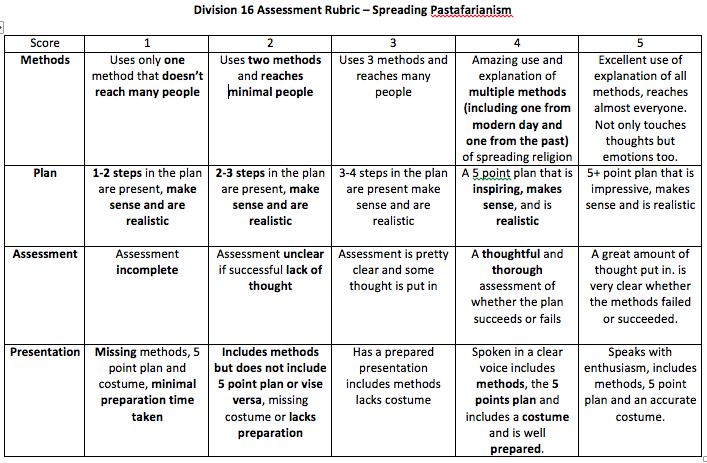 Division 16 Assessment Rubric – Spreading Pastafarianism
Score
1
2
3
4
5
Methods
Uses only one
method that doesn't
reach many people
Uses two methods
and reaches
minimal people
Uses 3 methods and
reaches many
people
Amazing use and
explanation of
multiple methods
(including one from
modern day and
one from the past)
of spreading religion
Excellent use of
explanation of all
methods, reaches
almost everyone.
Not only touches
thoughts but
emotions too.
Plan
1-2 steps in the plan
are present, make
sense and are
realistic
2-3 steps in the plan
are present, make
sense and are
realistic
3-4 steps in the plan
are present make
sense and are
realistic
A 5 point plan that is
inspiring, makes
sense, and is
realistic
5+ point plan that is
impressive, makes
sense and is realistic
Assessment
Assessment
incomplete
Assessment unclear
if successful lack of
thought
Assessment is pretty
clear and some
thought is put in
A thoughtful and
thorough
assessment of
whether the plan
succeeds or fails
A great amount of
thought put in. is
very clear whether
the methods failed
or succeeded.
Presentation
Missing methods, 5
point plan and
costume, minimal
preparation time
taken
Includes methods
but does not include
5 point plan or vise
versa, missing
costume or lacks
preparation
Has a prepared
presentation
includes methods
lacks costume
Spoken in a clear
voice includes
methods, the 5
points plan and
includes a costume
and is well
prepared.
Speaks with
enthusiasm, includes
methods, 5 point
plan and an accurate
costume.